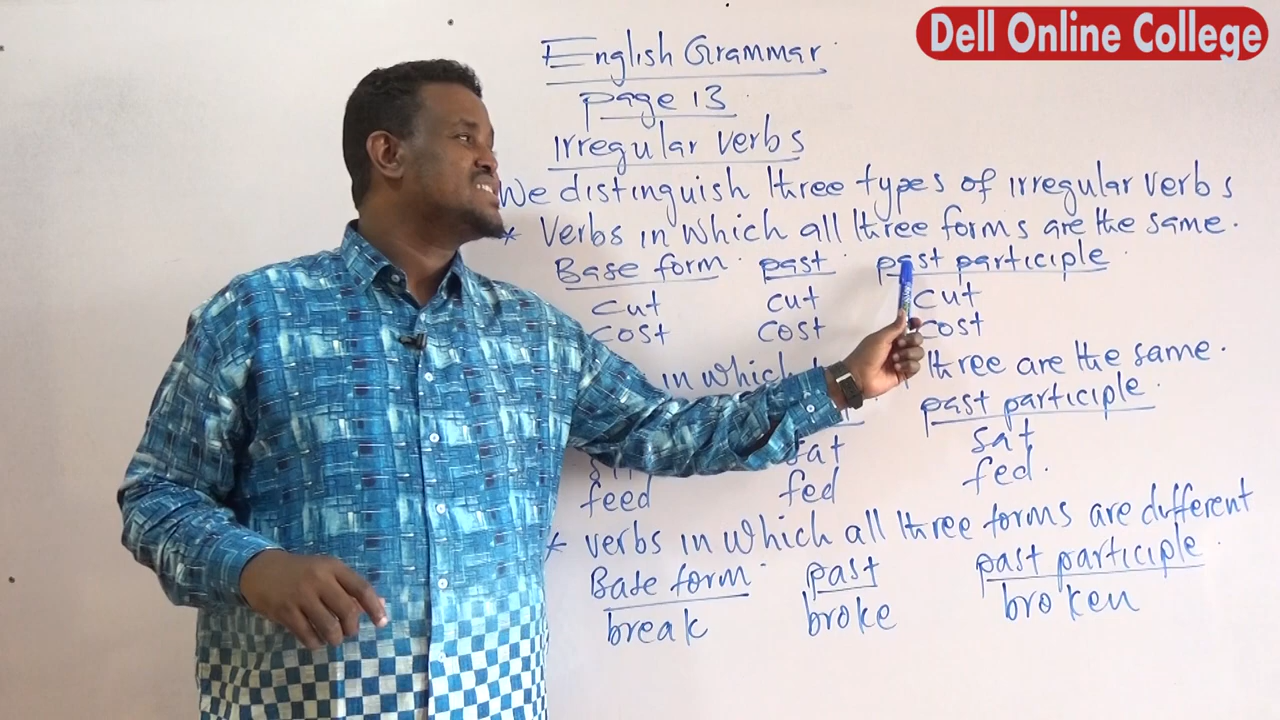 Dell Online College
English Grammar
page 13
Irregular verbs
We distinguish three types of irregular verbs
* Verbs in which all three forms are the same.
Base form past past participle
cut cut cut
cost cost cost
in which three are the same.
past participle
sat sat
feed fed fed.
* verbs in which all three forms are different
Base form past past participle
break broke broken